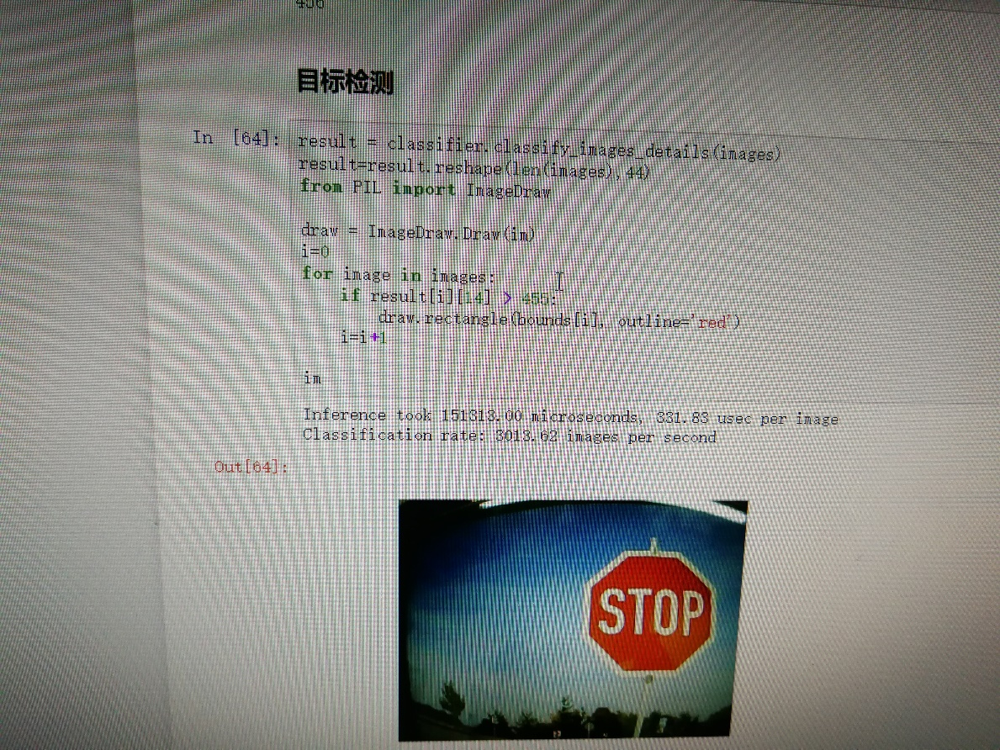 目标检测
In [64]: result = classifier.classify_images_details(images)
result=result.reshape(len(images),44)
from PIL import ImageDraw
draw = ImageDraw.Draw(im)
i=0
for image in images:
if result[i][14] > 455:
draw.rectangle(bounds[i], outline='red')
i=i+1
im
Inference took 151313.00 microseconds, 331.83 usec per image
Classification rate: 3013.62 images per second
Out[64]:
STOP